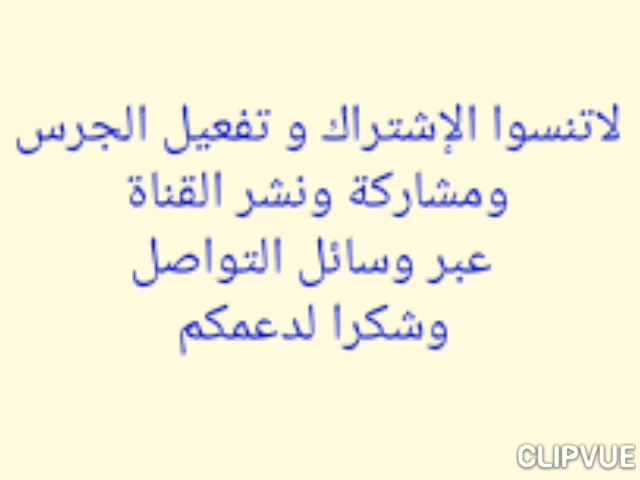 لاتنسوا الإشتراك و تفعيل الجرس
ومشاركة ونشر القناة
عبر وسائل التواصل
وشكرا لدعمكم
CLIPVUE